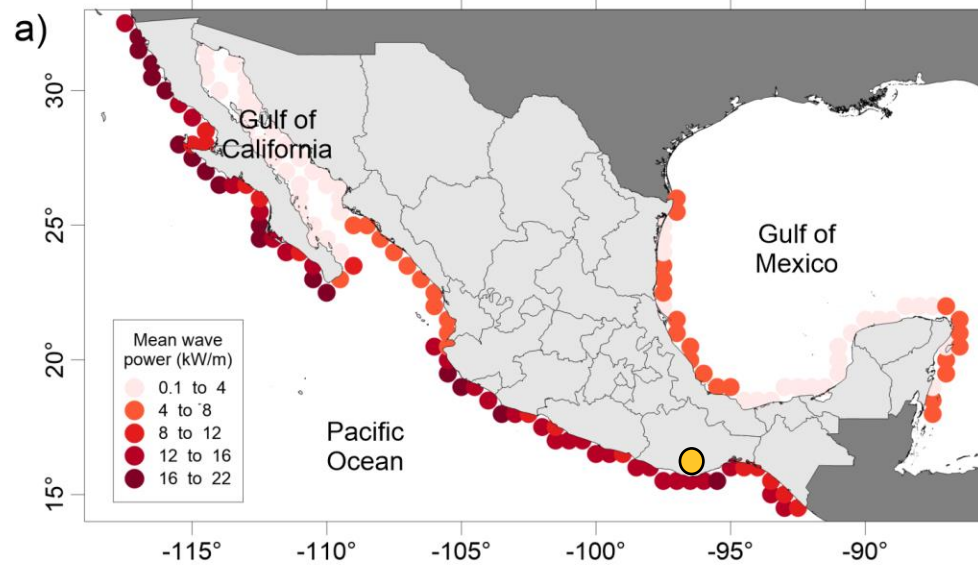 a)
30°
25°
20°
15°
Gulf of
California
Gulf of
Mexico
Pacific
Ocean
Mean wave
power (kW/m)
0.1 to 4
4 to 8
8 to 12
12 to 16
16 to 22
-115° -110° -105° -100° -95° -90°